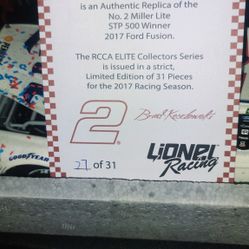 is an Authentic Replica of the
No. 2 Miller Lite
STP 500 Winner
2017 Ford Fusion.
The RCCA ELITE Collectors Series
is issued in a strict,
Limited Edition of 31 Pieces
for the 2017 Racing Season.
2
Brad Keselowski
27 of 31
Lionel
Racing
GOODYEAR